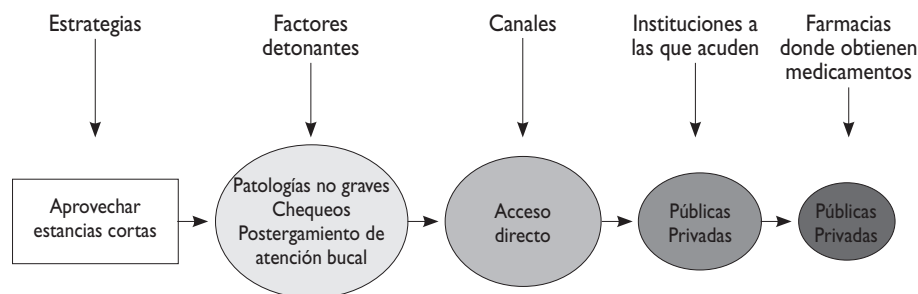 Estrategias
Factores
detonantes
Canales
Instituciones a
las que acuden
Farmacias
donde obtienen
medicamentos
Aprovechar
estancias cortas
Patologías no graves
Chequeos
Postergamiento de
atención bucal
Acceso
directo
Públicas
Privadas
Públicas
Privadas